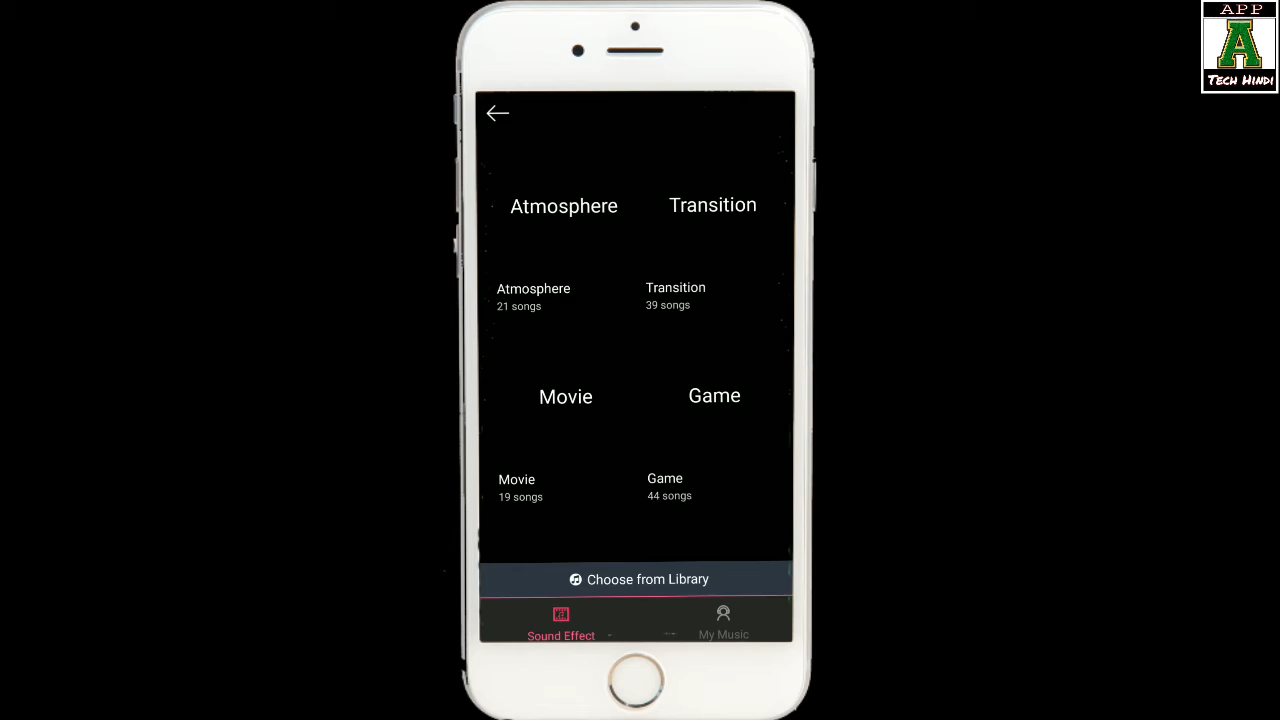 APP
A
TECH HINDI
Atmosphere
Transition
Atmosphere
21 songs
Transition
39 songs
Movie
Game
Movie
19 songs
Game
44 songs
Choose from Library
Sound Effect
My Music